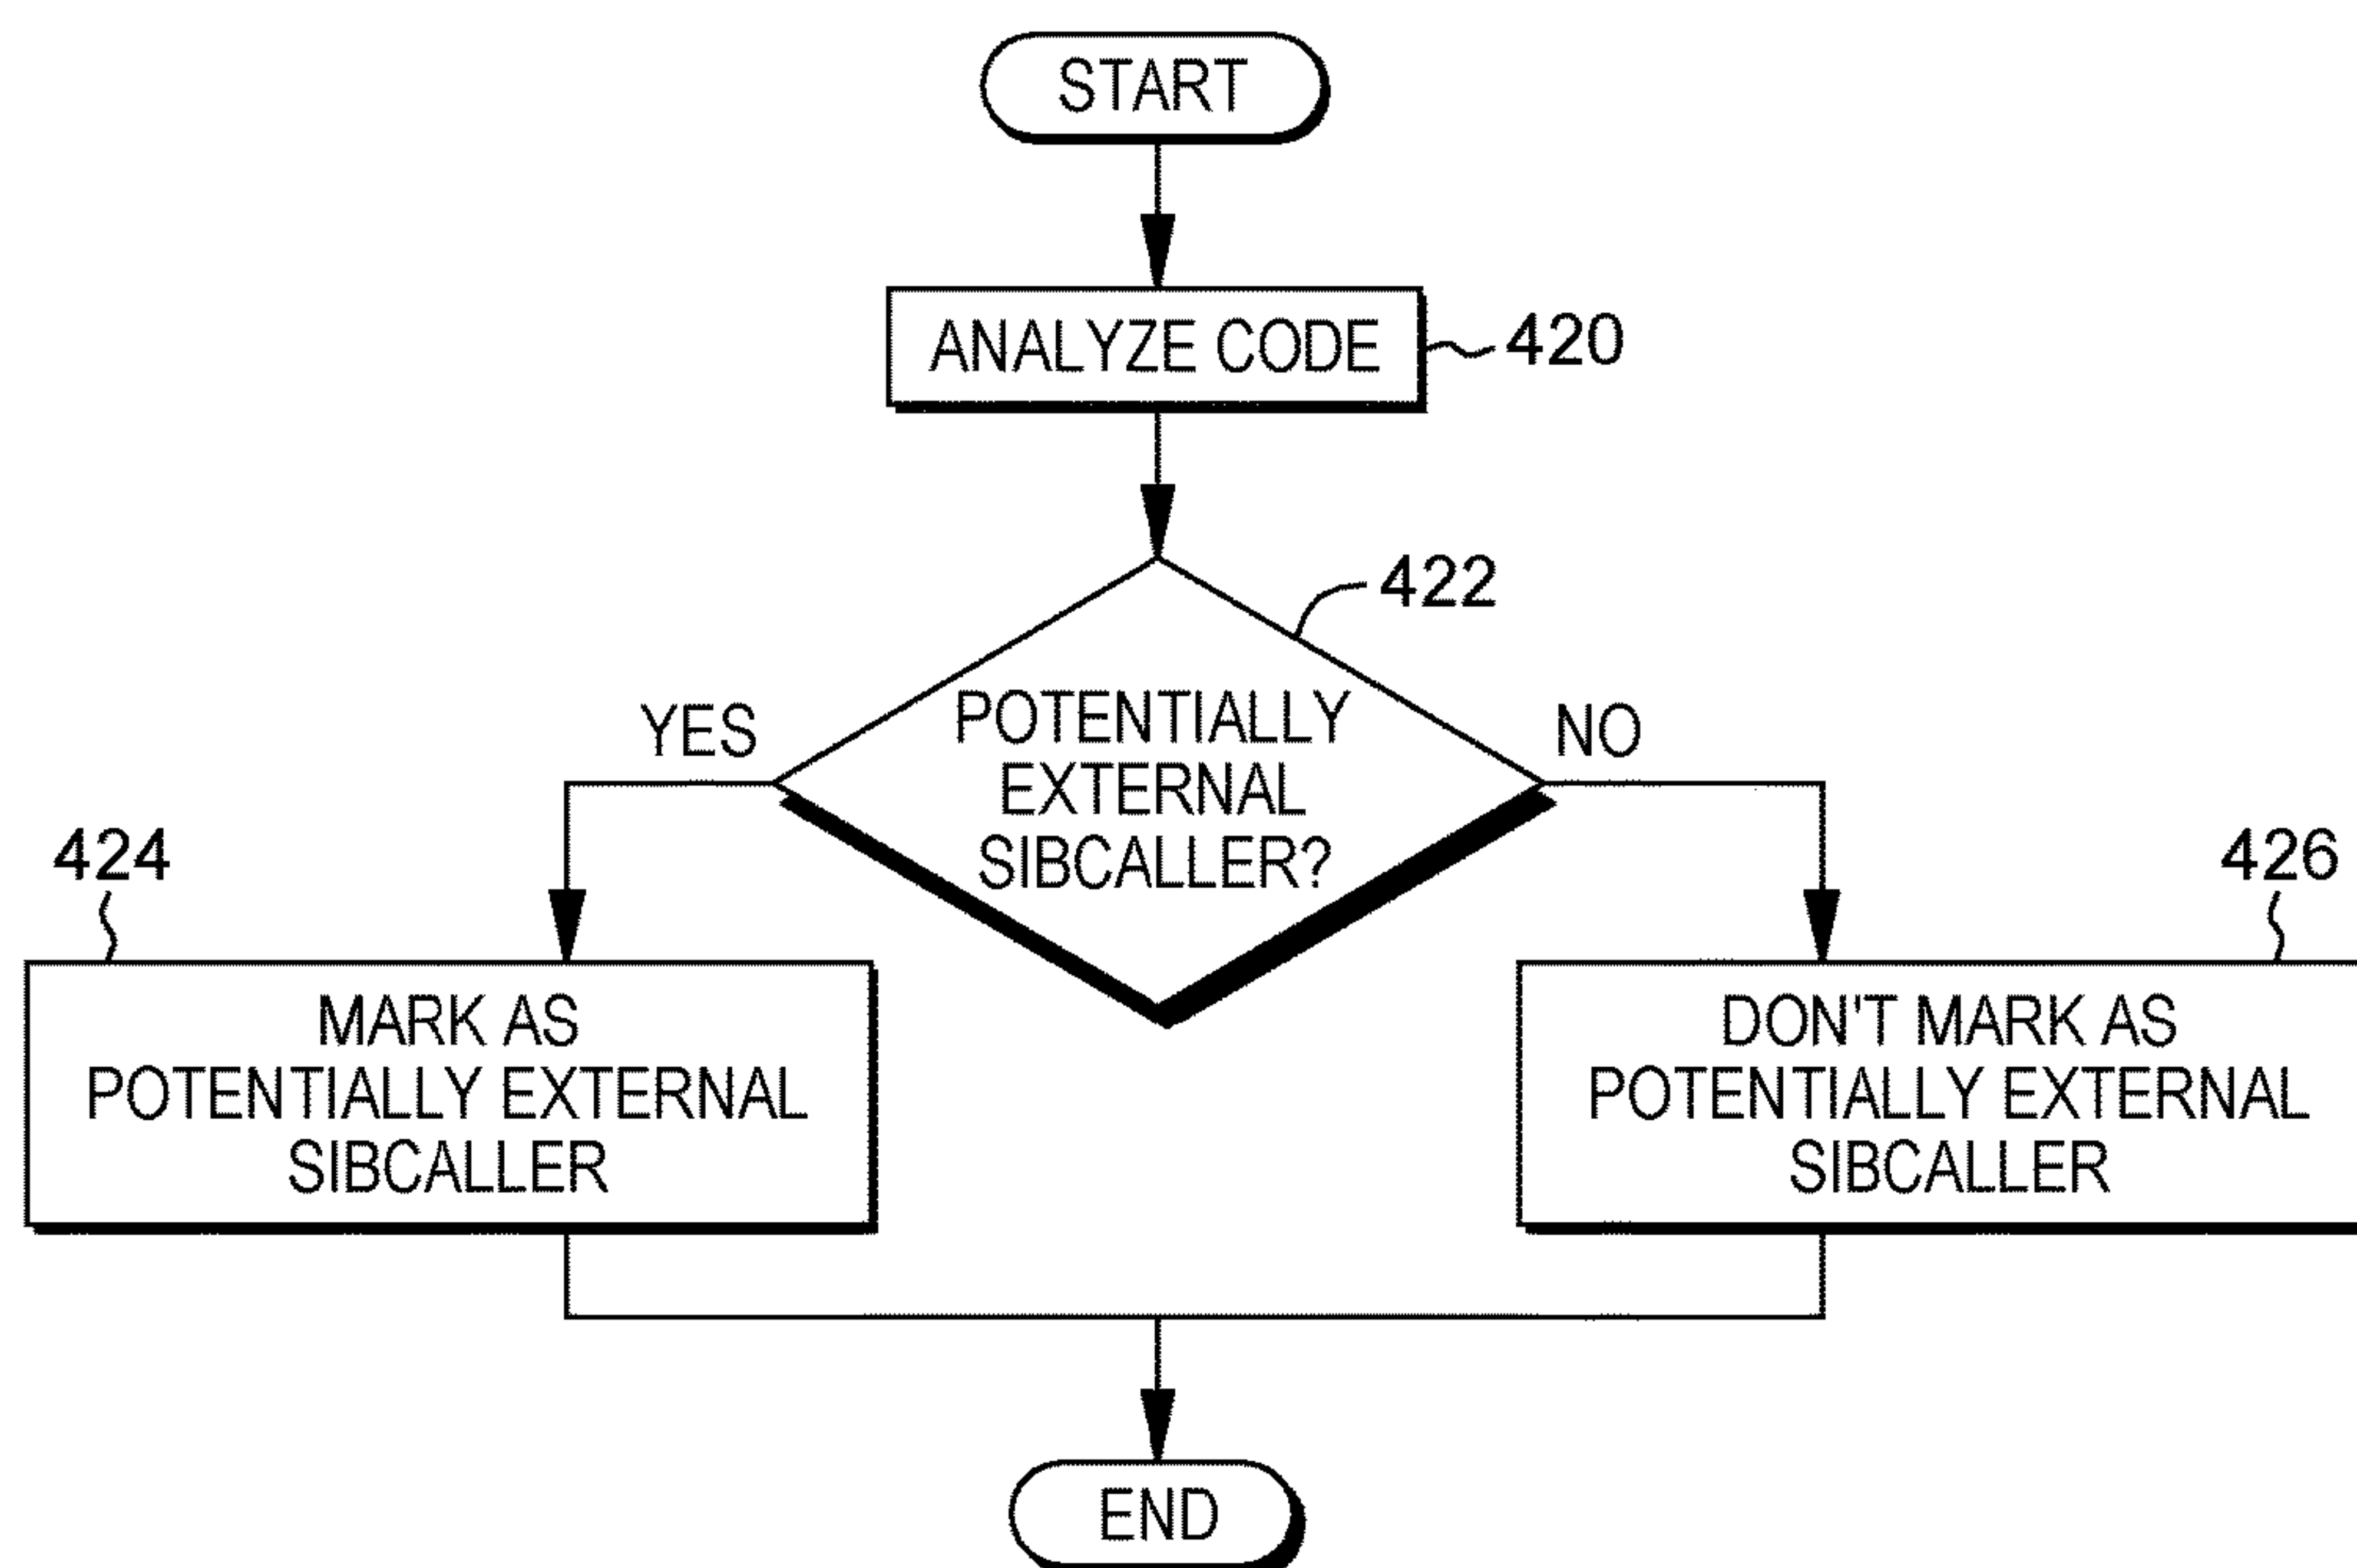 START
ANALYZE CODE
420
422
POTENTIALLY
EXTERNAL
SIBCALLER?
YES
NO
424
MARK AS
POTENTIALLY EXTERNAL
SIBCALLER
426
DON'T MARK AS
POTENTIALLY EXTERNAL
SIBCALLER
END